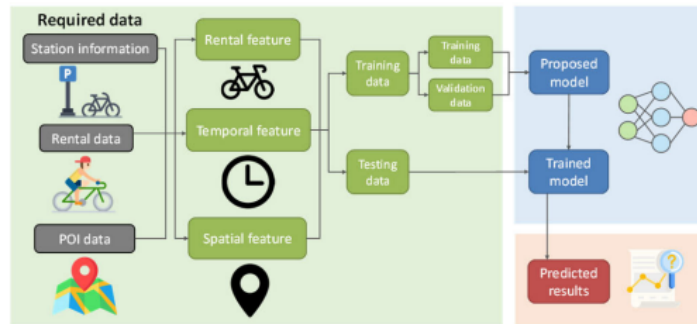 Required data
Station information
P
Rental data
POI data
Rental feature
Temporal feature
Spatial feature
Training
data
Training
data
Validation
data
Testing
data
Proposed
model
Trained
model
Predicted
results
?